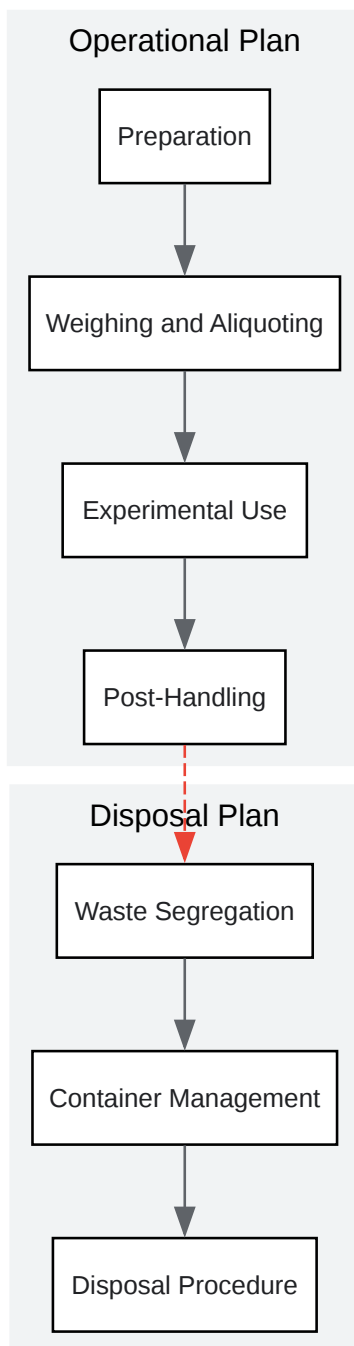 Operational Plan
Preparation
Weighing and Aliquoting
Experimental Use
Post-Handling
Disposal Plan
Waste Segregation
Container Management
Disposal Procedure